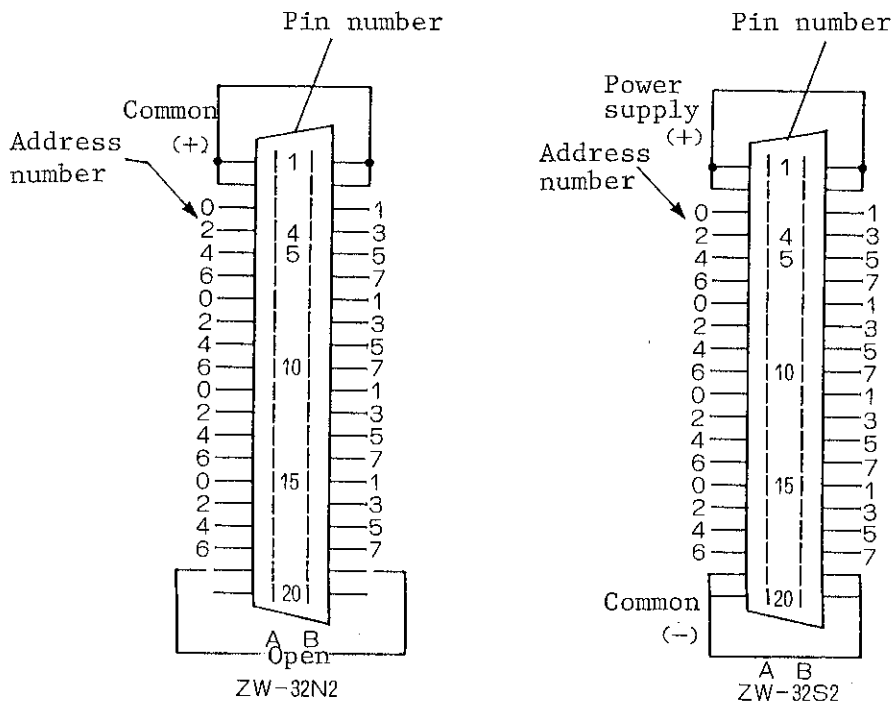 Pin number
Common
(+)
Address
number
1
0 1
2 4 3
4 5 5
6 7
0 1
2 3
4 5
6 10 7
0 1
2 3
4 5
6 7
0 15 1
2 3
4 5
6 7
20
A B
Open
ZW-32N2
Pin number
Power
supply
(+)
Address
number
1
0 1
2 4 3
4 5 5
6 7
0 1
2 3
4 5
6 10 7
0 1
2 3
4 5
6 7
0 15 1
2 3
4 5
6 7
20
Common
(-)
A B
ZW-32S2